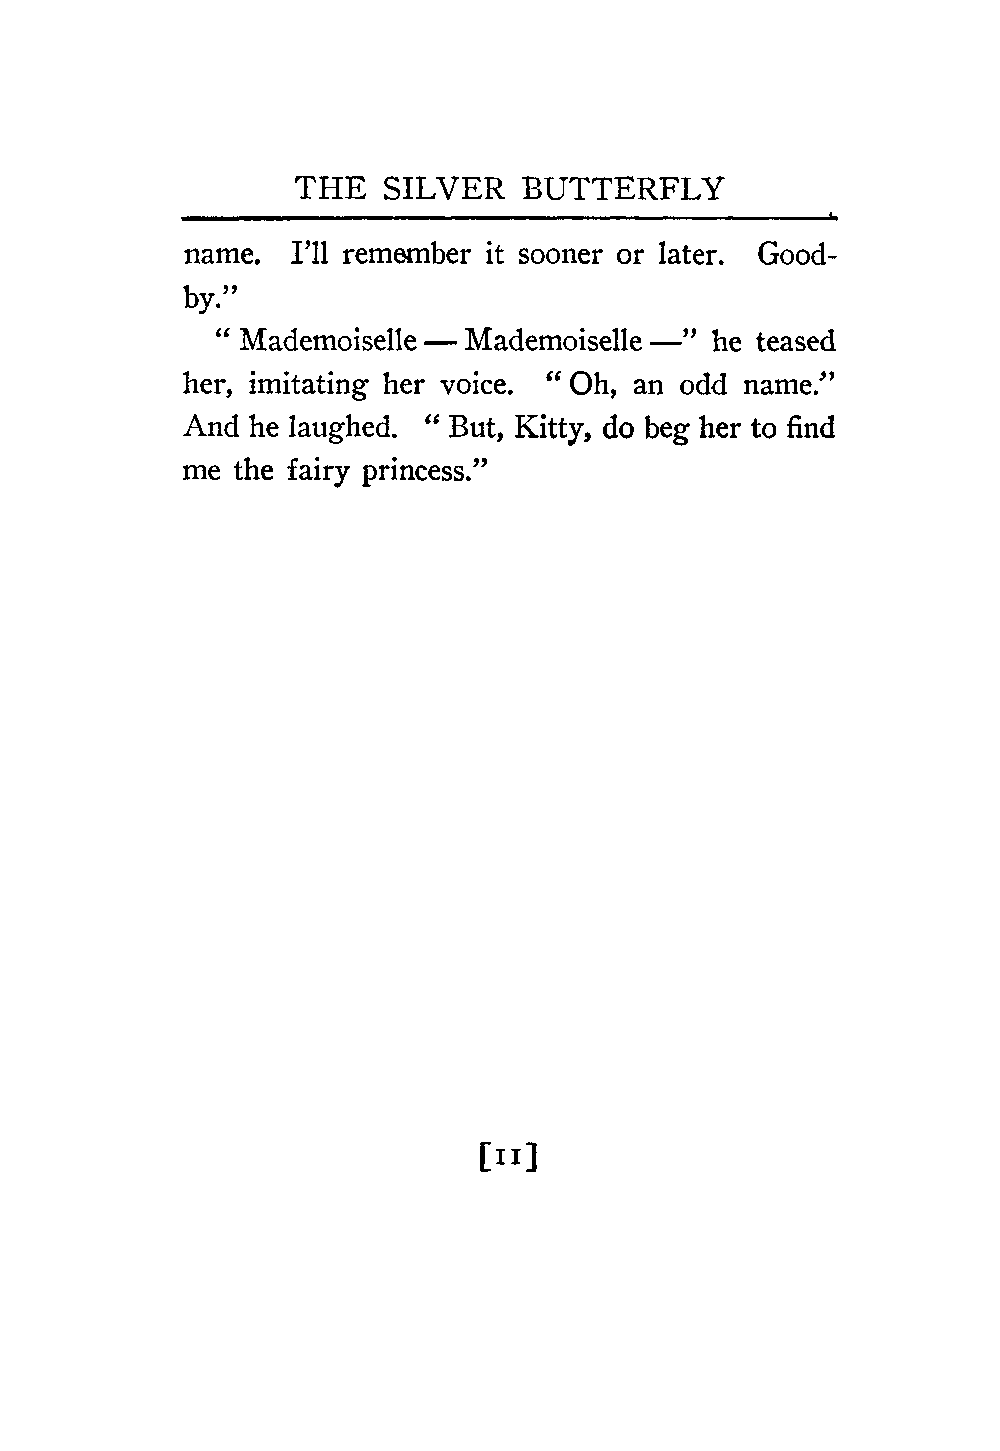 THE SILVER BUTTERFLY
name. I'll remember it sooner or later. Good-
by."
" Mademoiselle — Mademoiselle —" he teased
her, imitating her voice. " Oh, an odd name."
And he laughed. " But, Kitty, do beg her to find
me the fairy princess."
[11]